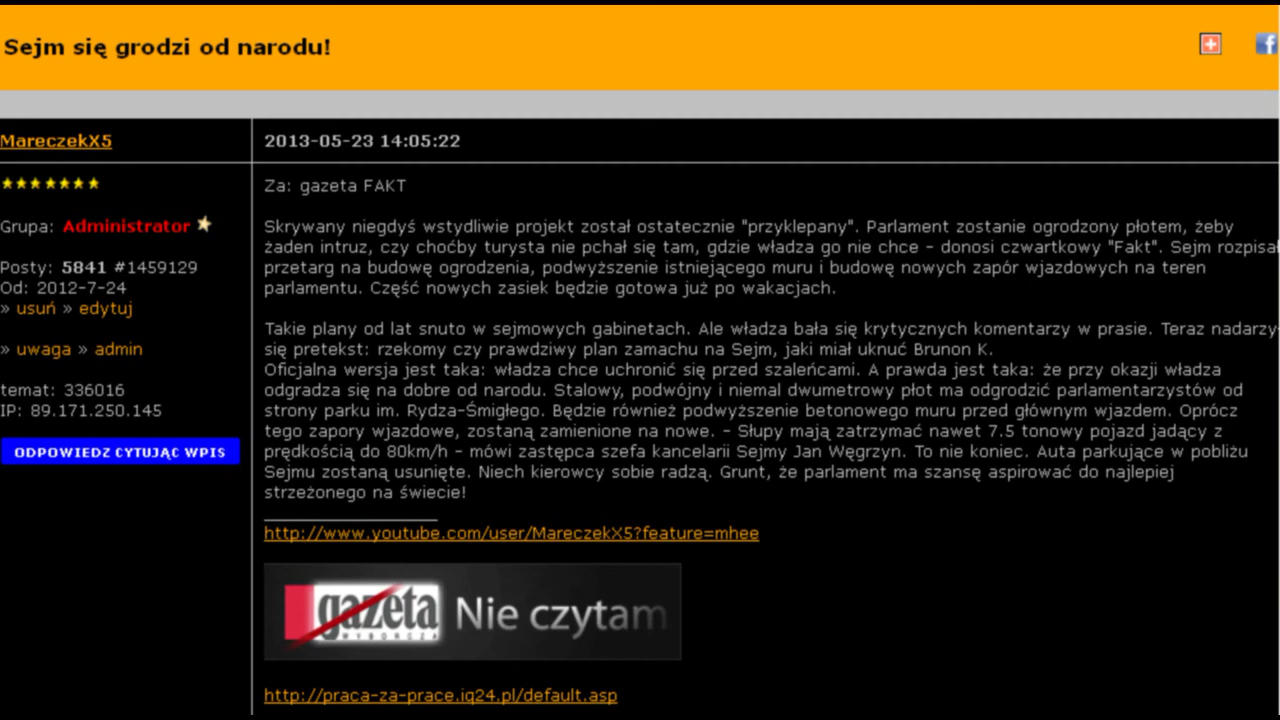 Sejm się grodzi od narodu!
MareczekX5
2013-05-23 14:05:22
Grupa: Administrator
Posty: 5841 #1459129
Od: 2012-7-24
» usuń » edytuj
» uwaga » admin
temat: 336016
IP: 89.171.250.145
ODPOWIEDZ CYTUJĄC WPIS
Za: gazeta FAKT
Skrywany niegdyś wstydliwie projekt został ostatecznie "przyklepany". Parlament zostanie ogrodzony płotem, żeby
żaden intruz, czy choćby turysta nie pchał się tam, gdzie władza go nie chce - donosi czwartkowy "Fakt". Sejm rozpisał
przetarg na budowę ogrodzenia, podwyższenie istniejącego muru i budowę nowych zapór wjazdowych na teren
parlamentu. Część nowych zasiek będzie gotowa już po wakacjach.
Takie plany od lat snuto w sejmowych gabinetach. Ale władza bała się krytycznych komentarzy w prasie. Teraz nadarzy
się pretekst: rzekomy czy prawdziwy plan zamachu na Sejm, jaki miał uknuć Brunon K.
Oficjalna wersja jest taka: władza chce uchronić się przed szaleńcami. A prawda jest taka: że przy okazji władza
odgradza się na dobre od narodu. Stalowy, podwójny i niemal dwumetrowy płot ma odgrodzić parlamentarzystów od
strony parku im. Rydza-Śmigłego. Będzie również podwyższenie betonowego muru przed głównym wjazdem. Oprócz
tego zapory wjazdowe, zostaną zamienione na nowe. - Słupy mają zatrzymać nawet 7.5 tonowy pojazd jadący z
prędkością do 80km/h - mówi zastępca szefa kancelarii Sejmy Jan Węgrzyn. To nie koniec. Auta parkujące w pobliżu
Sejmu zostaną usunięte. Niech kierowcy sobie radzą. Grunt, że parlament ma szansę aspirować do najlepiej
strzeżonego na świecie!
http://www.youtube.com/user/MareczekX5?feature=mhee
gazeta
WYBORCZA
Nie czytam
http://praca-za-prace.iq24.pl/default.asp